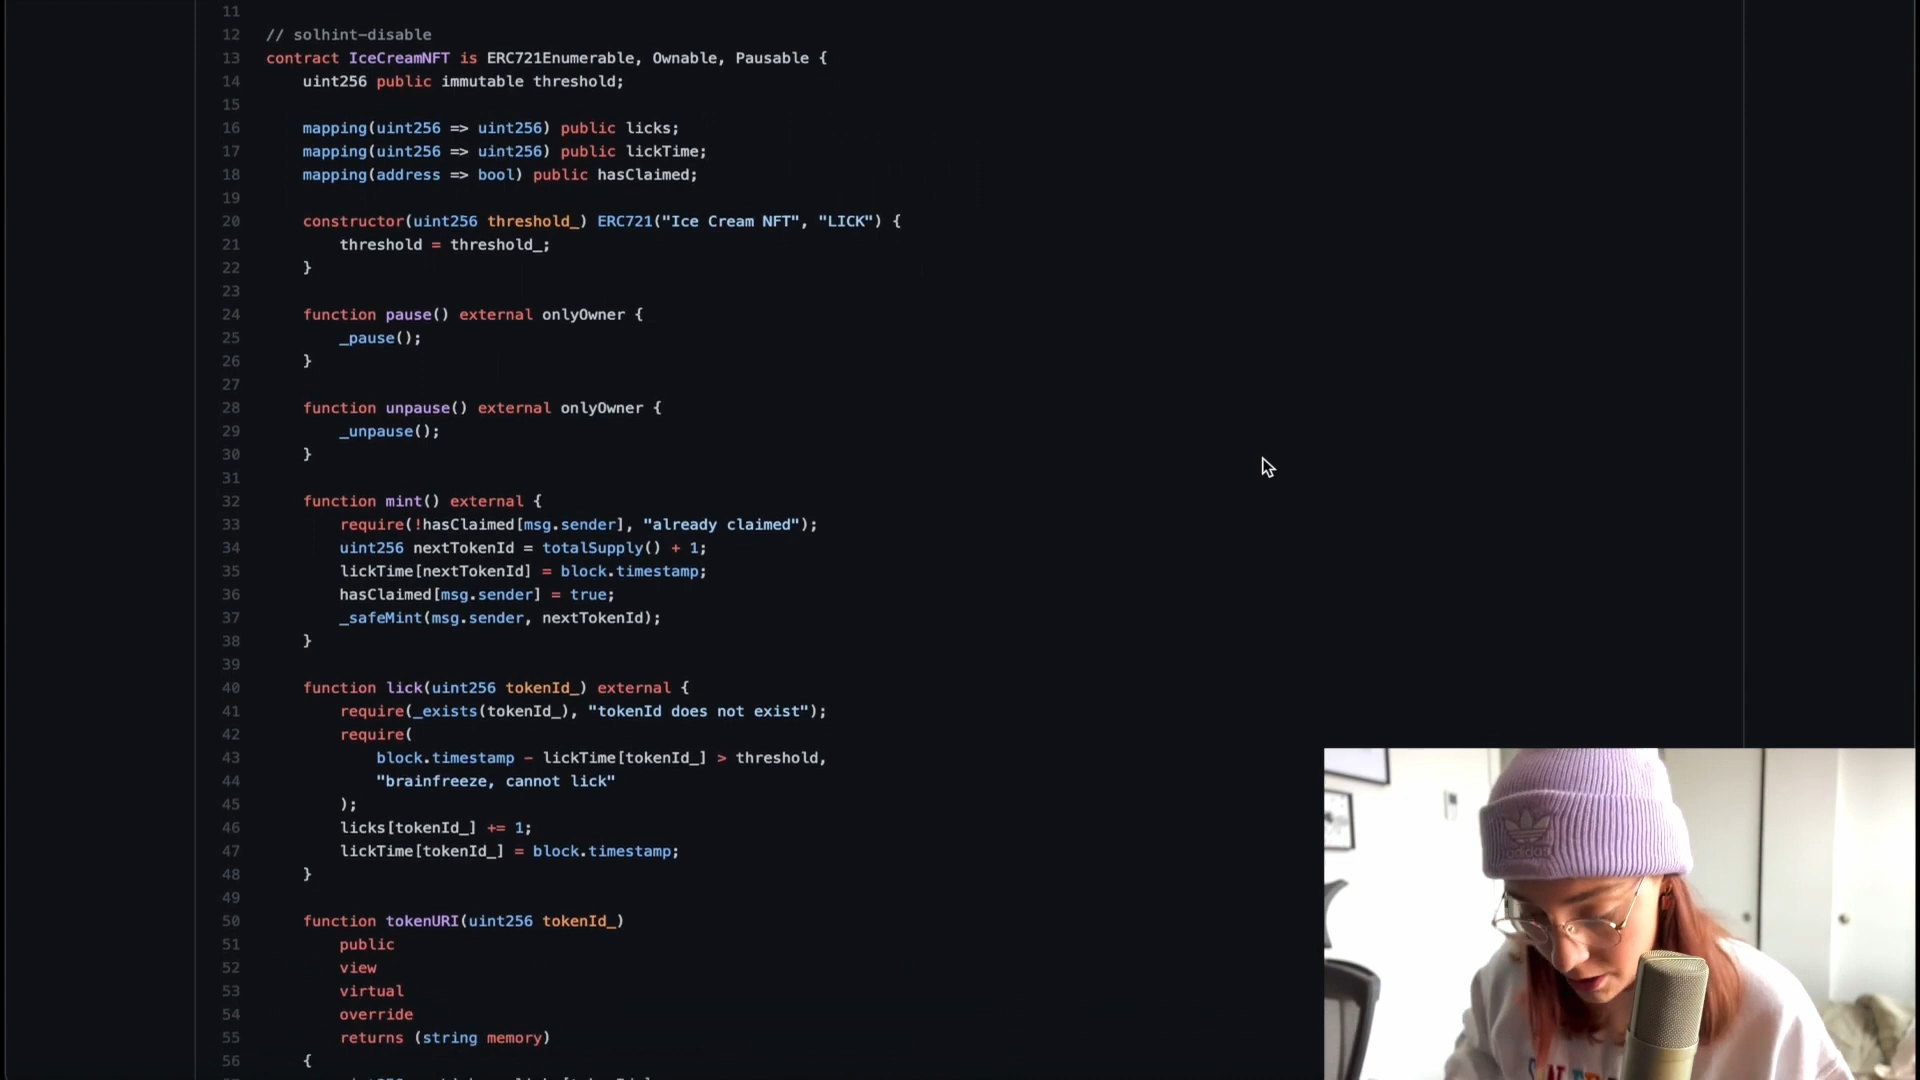 11
12 // solhint-disable
13 contract IceCreamNFT is ERC721Enumerable, Ownable, Pausable {
14 uint256 public immutable threshold;
15
16 mapping(uint256 => uint256) public licks;
17 mapping(uint256 => uint256) public lickTime;
18 mapping(address => bool) public hasClaimed;
19
20 constructor(uint256 threshold_) ERC721("Ice Cream NFT", "LICK") {
21 threshold = threshold_;
22 }
23
24 function pause() external onlyOwner {
25 _pause();
26 }
27
28 function unpause() external onlyOwner {
29 _unpause();
30 }
31
32 function mint() external {
33 require(!hasClaimed[msg.sender], "already claimed");
34 uint256 nextTokenId = totalSupply() + 1;
35 lickTime[nextTokenId] = block.timestamp;
36 hasClaimed[msg.sender] = true;
37 _safeMint(msg.sender, nextTokenId);
38 }
39
40 function lick(uint256 tokenId_) external {
41 require(_exists(tokenId_), "tokenId does not exist");
42 require(
43 block.timestamp - lickTime[tokenId_] > threshold,
44 "brainfreeze, cannot lick"
45 );
46 licks[tokenId_] += 1;
47 lickTime[tokenId_] = block.timestamp;
48 }
49
50 function tokenURI(uint256 tokenId_)
51 public
52 view
53 virtual
54 override
55 returns (string memory)
56 {
adidas